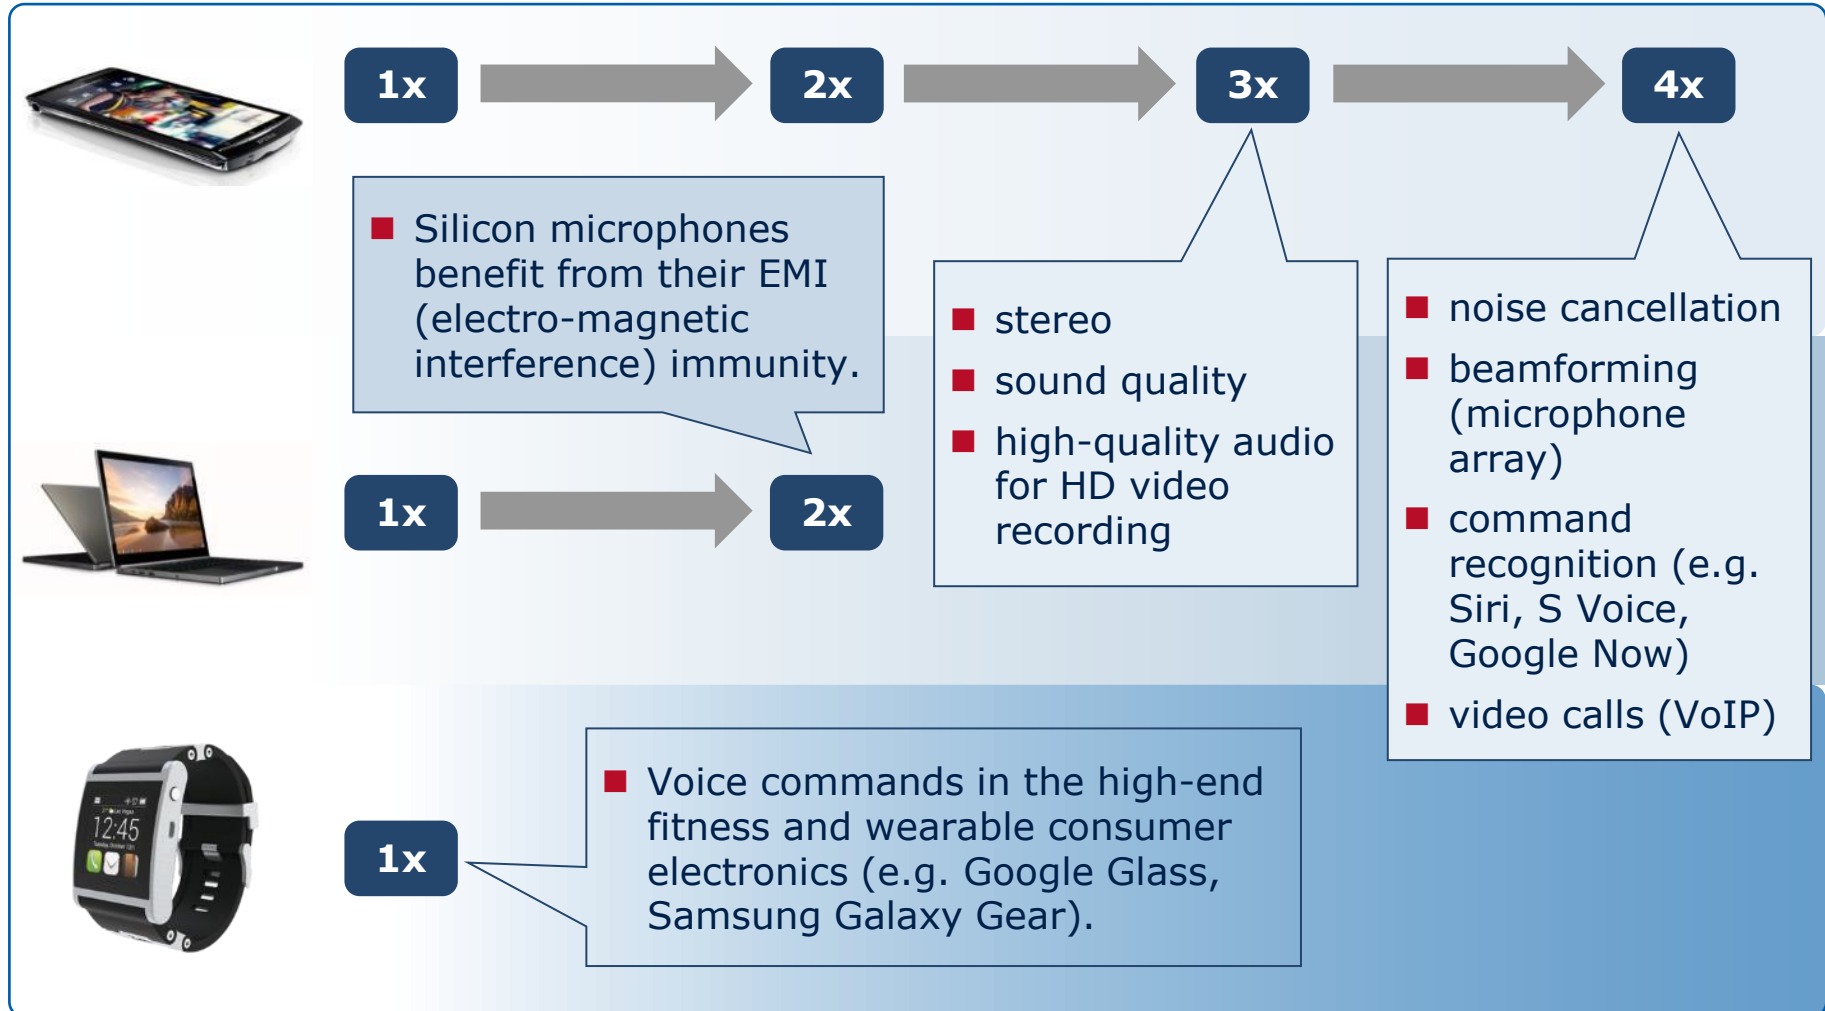 1x
2x
3x
4x
Silicon microphones
benefit from their EMI
(electro-magnetic
interference) immunity.
stereo
sound quality
high-quality audio
for HD video
recording
noise cancellation
beamforming
(microphone
array)
command
recognition (e.g.
Siri, S Voice,
Google Now)
video calls (VoIP)
1x
2x
12:45
1x
Voice commands in the high-end
fitness and wearable consumer
electronics (e.g. Google Glass,
Samsung Galaxy Gear).